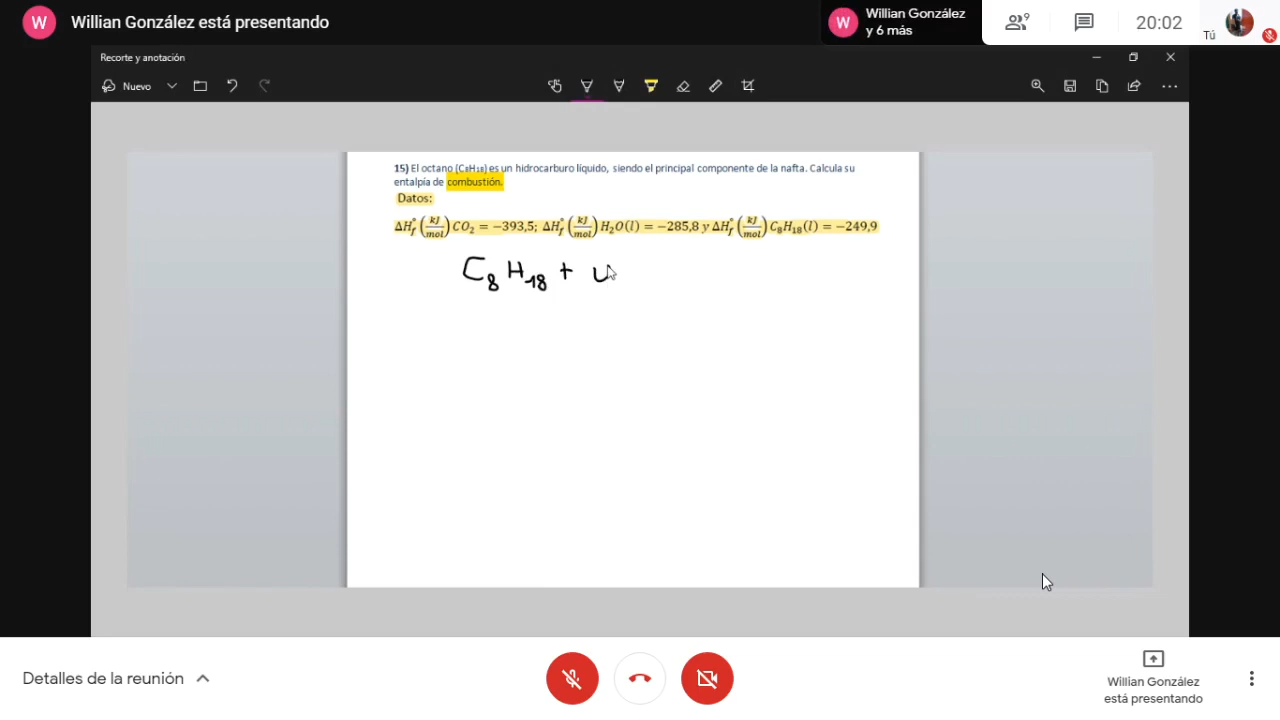 W Willian González está presentando
W Willian González
y 6 más
9
20:02
Tú
Recorte y anotación
Nuevo
15) El octano (C₈H₁₈) es un hidrocarburo líquido, siendo el principal componente de la nafta. Calcula su
entalpía de combustión.
Datos:
ΔH°f (kJ/mol) CO₂ = −393,5; ΔH°f (kJ/mol) H₂O(l) = −285,8 y ΔH°f (kJ/mol) C₈H₁₈(l) = −249,9
C₈H₁₈ +
Detalles de la reunión
Willian González
está presentando